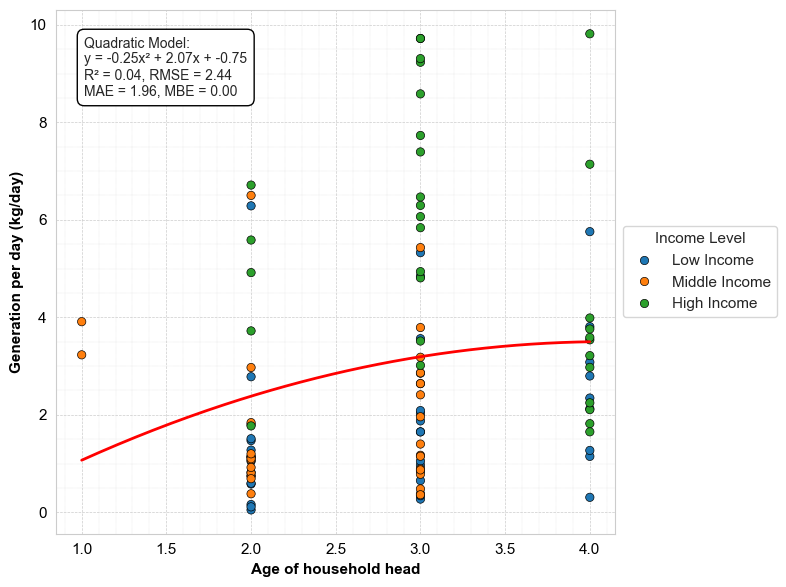 Quadratic Model:
y = -0.25x² + 2.07x + -0.75
R² = 0.04, RMSE = 2.44
MAE = 1.96, MBE = 0.00
10
8
6
4
2
0
Generation per day (kg/day)
1.0 1.5 2.0 2.5 3.0 3.5 4.0
Age of household head
Income Level
Low Income
Middle Income
High Income